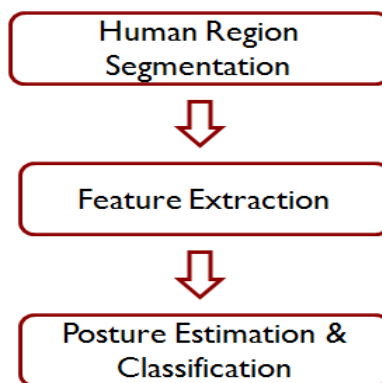 Human Region
Segmentation
Feature Extraction
Posture Estimation &
Classification